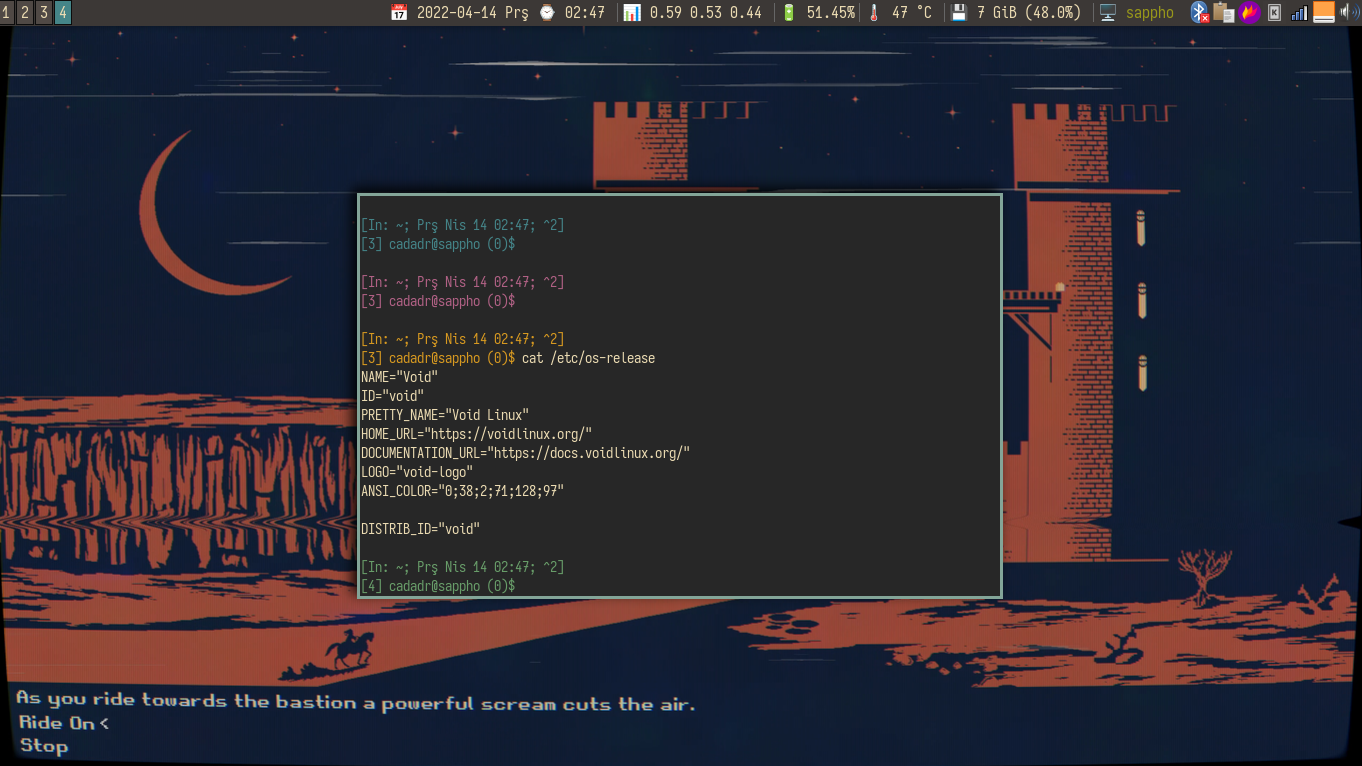 1 2 3 4 2022-04-14 Prş 02:47 0.59 0.53 0.44 51.45% 47 °C 7 GiB (48.0%) sappho
[In: ~; Prş Nis 14 02:47; ^2]
[3] cadadr@sappho (0)$
[In: ~; Prş Nis 14 02:47; ^2]
[3] cadadr@sappho (0)$
[In: ~; Prş Nis 14 02:47; ^2]
[3] cadadr@sappho (0)$ cat /etc/os-release
NAME="Void"
ID="void"
PRETTY_NAME="Void Linux"
HOME_URL="https://voidlinux.org/"
DOCUMENTATION_URL="https://docs.voidlinux.org/"
LOGO="void-logo"
ANSI_COLOR="0;38;2;71;128;97"
DISTRIB_ID="void"
[In: ~; Prş Nis 14 02:47; ^2]
[4] cadadr@sappho (0)$
As you ride towards the bastion a powerful scream cuts the air.
Ride On <
Stop